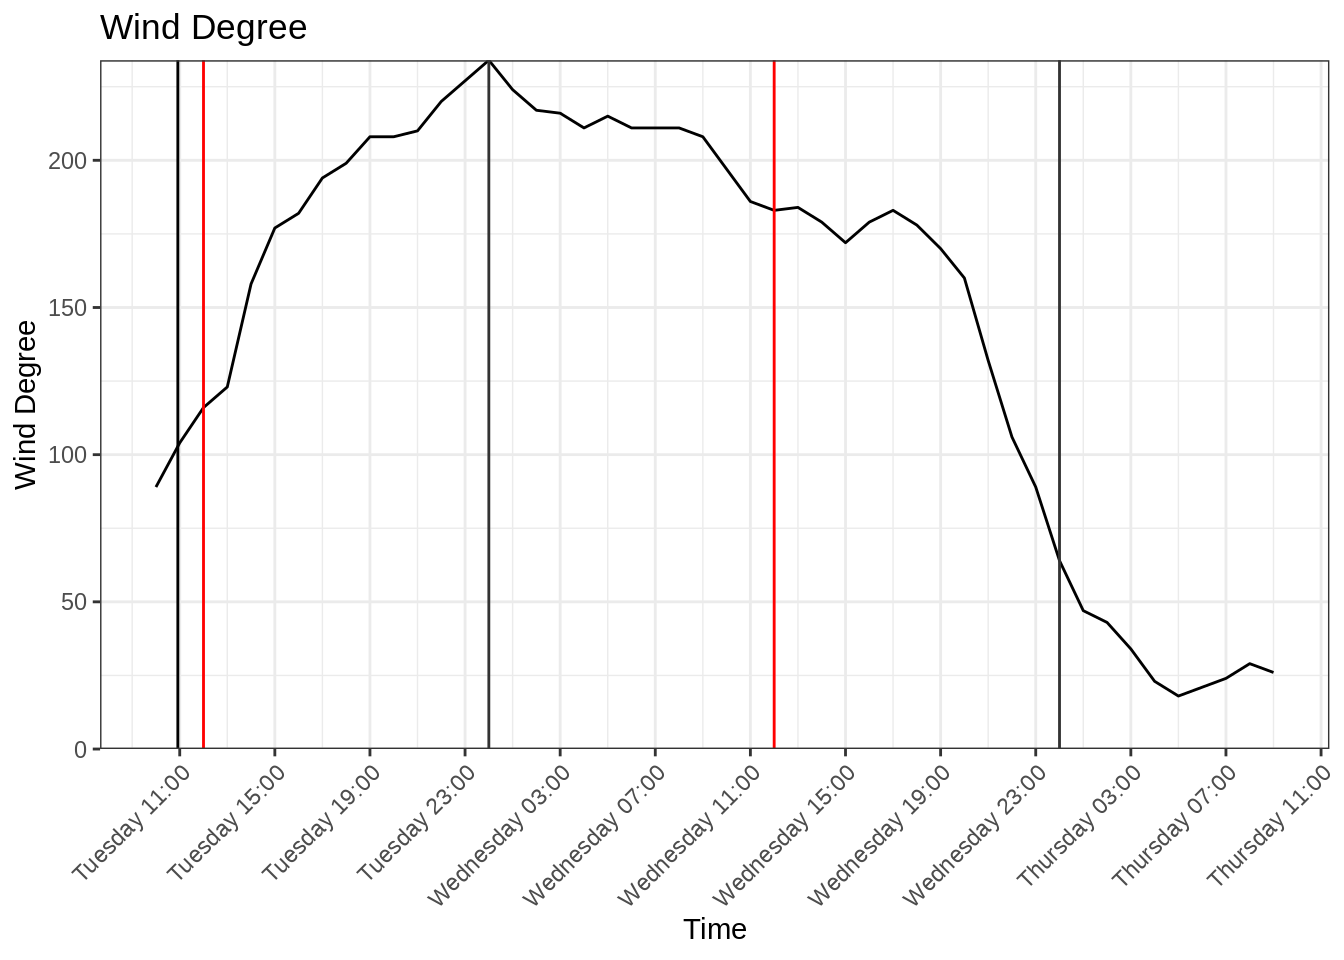 Wind Degree
Wind Degree
200
150
100
50
0
Tuesday 11:00
Tuesday 15:00
Tuesday 19:00
Tuesday 23:00
Wednesday 03:00
Wednesday 07:00
Wednesday 11:00
Wednesday 15:00
Wednesday 19:00
Wednesday 23:00
Thursday 03:00
Thursday 07:00
Thursday 11:00
Time